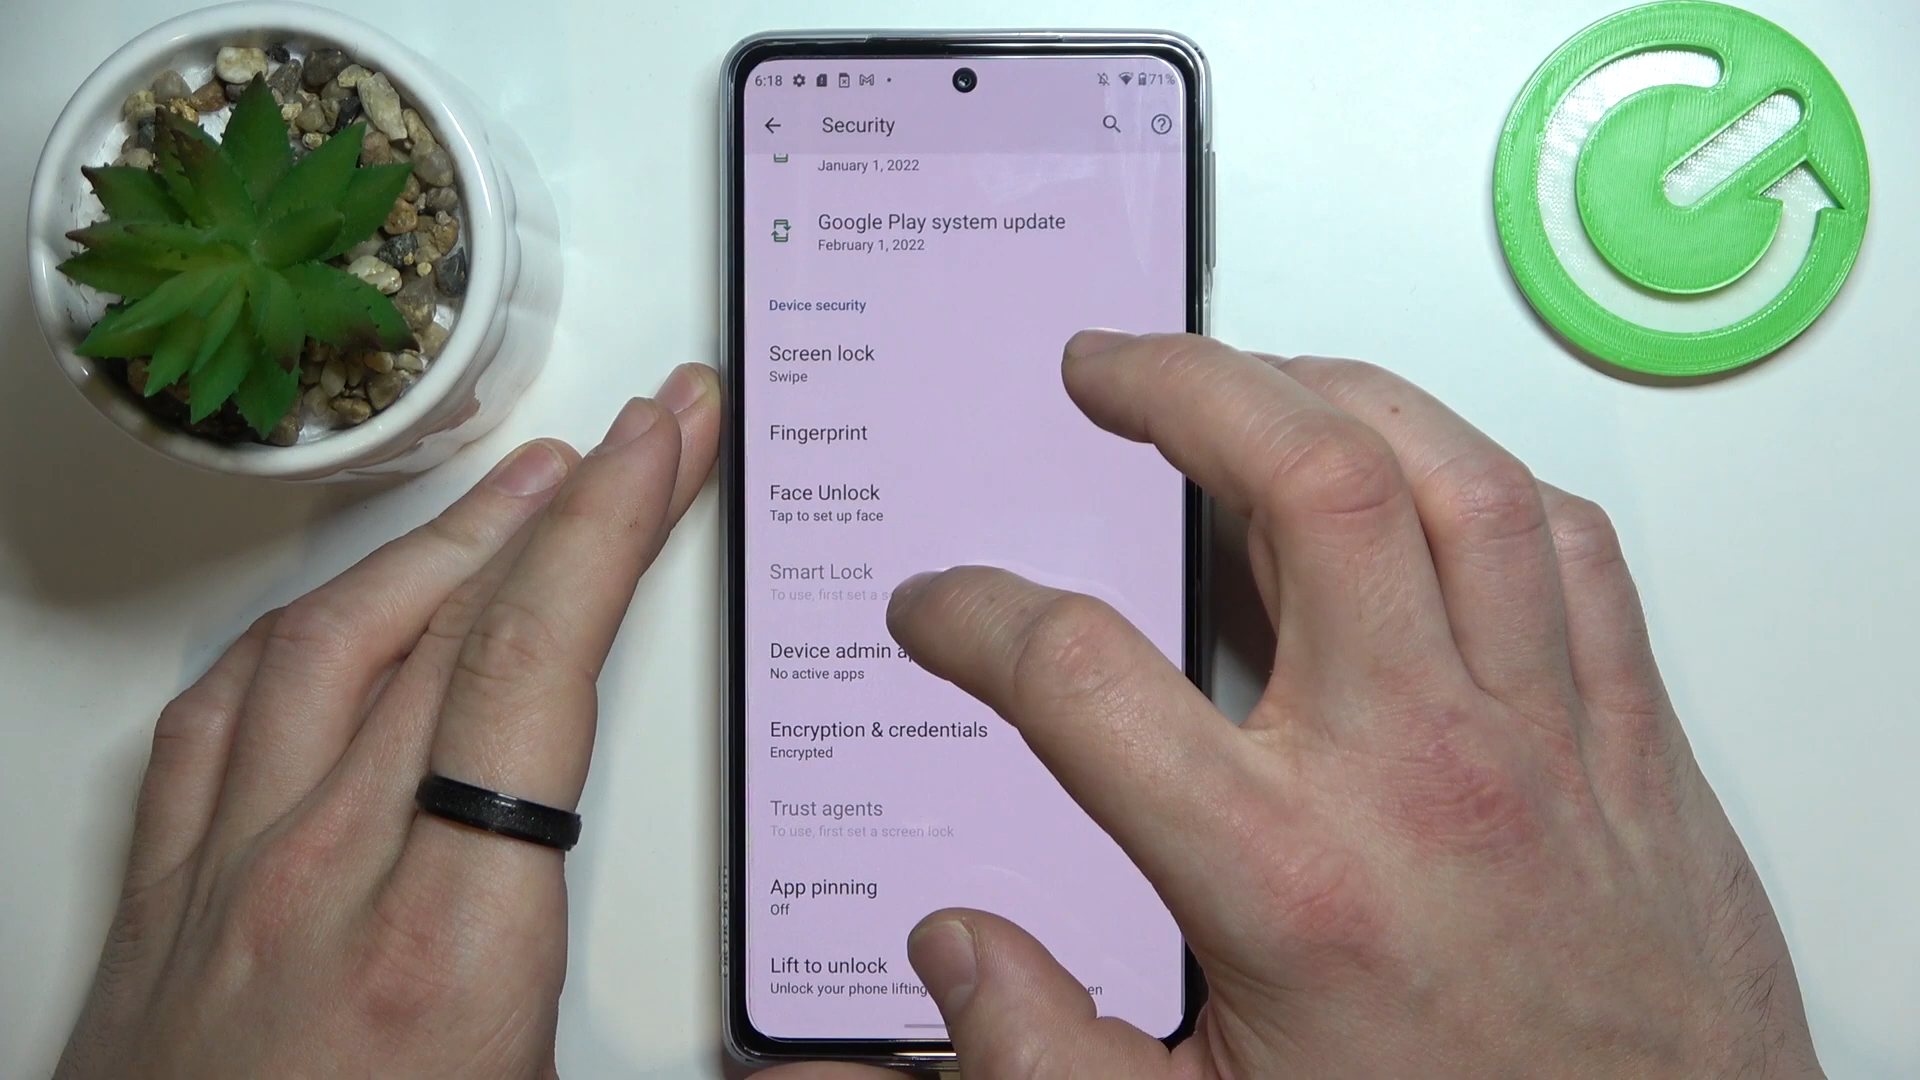 6:18
71%
Security
January 1, 2022
Google Play system update
February 1, 2022
Device security
Screen lock
Swipe
Fingerprint
Face Unlock
Tap to set up face
Smart Lock
To use, first set a
Device admin
No active apps
Encryption & credentials
Encrypted
Trust agents
To use, first set a screen lock
App pinning
Off
Lift to unlock
Unlock your phone lifting